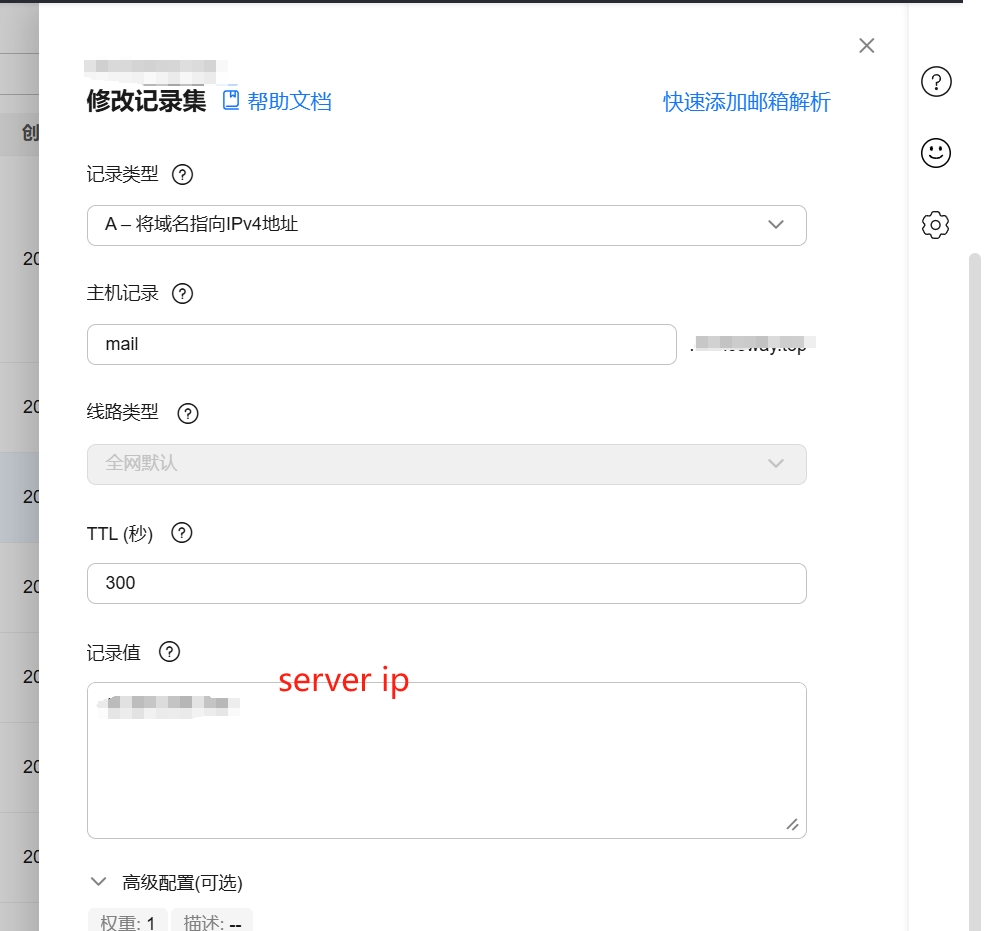 修改记录集 帮助文档 快速添加邮箱解析
创
记录类型
A – 将域名指向IPv4地址
20
主机记录
mail
20
线路类型
全网默认
20
TTL (秒)
300
20
记录值
20
server ip
20
20
高级配置(可选)
权重: 1 描述: --